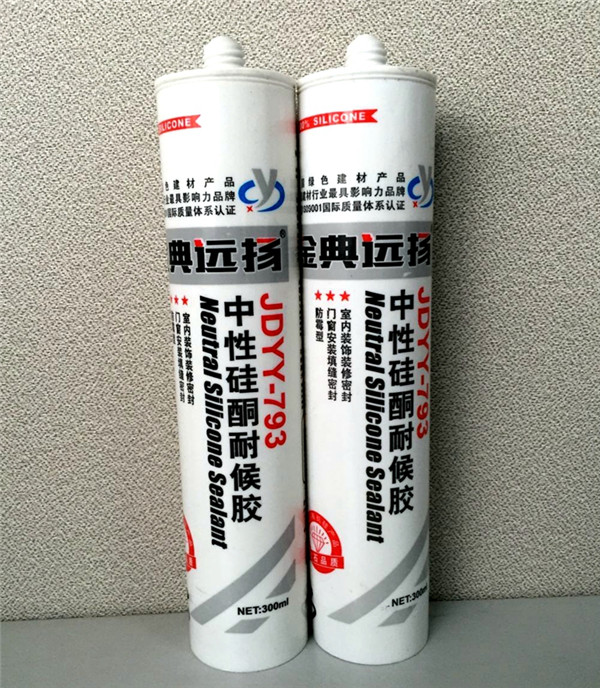 SILICONE
色建材产品
业最具影响力品牌
国际质量体系认证
典远扬®
JDYY-793
中性硅酮耐候胶
Neutral Silicone Sealant
★★★
室内装饰装修密封
门窗安装填缝密封
NET:300ml
% SILICONE
绿色建材产品
建材行业最具影响力品牌
9001国际质量体系认证
金典远扬
JDYY-793
中性硅酮耐候胶
Neutral Silicone Sealant
★★★
室内装饰装修密封
门窗安装填缝密封
防霉型
品质
NET:300ml